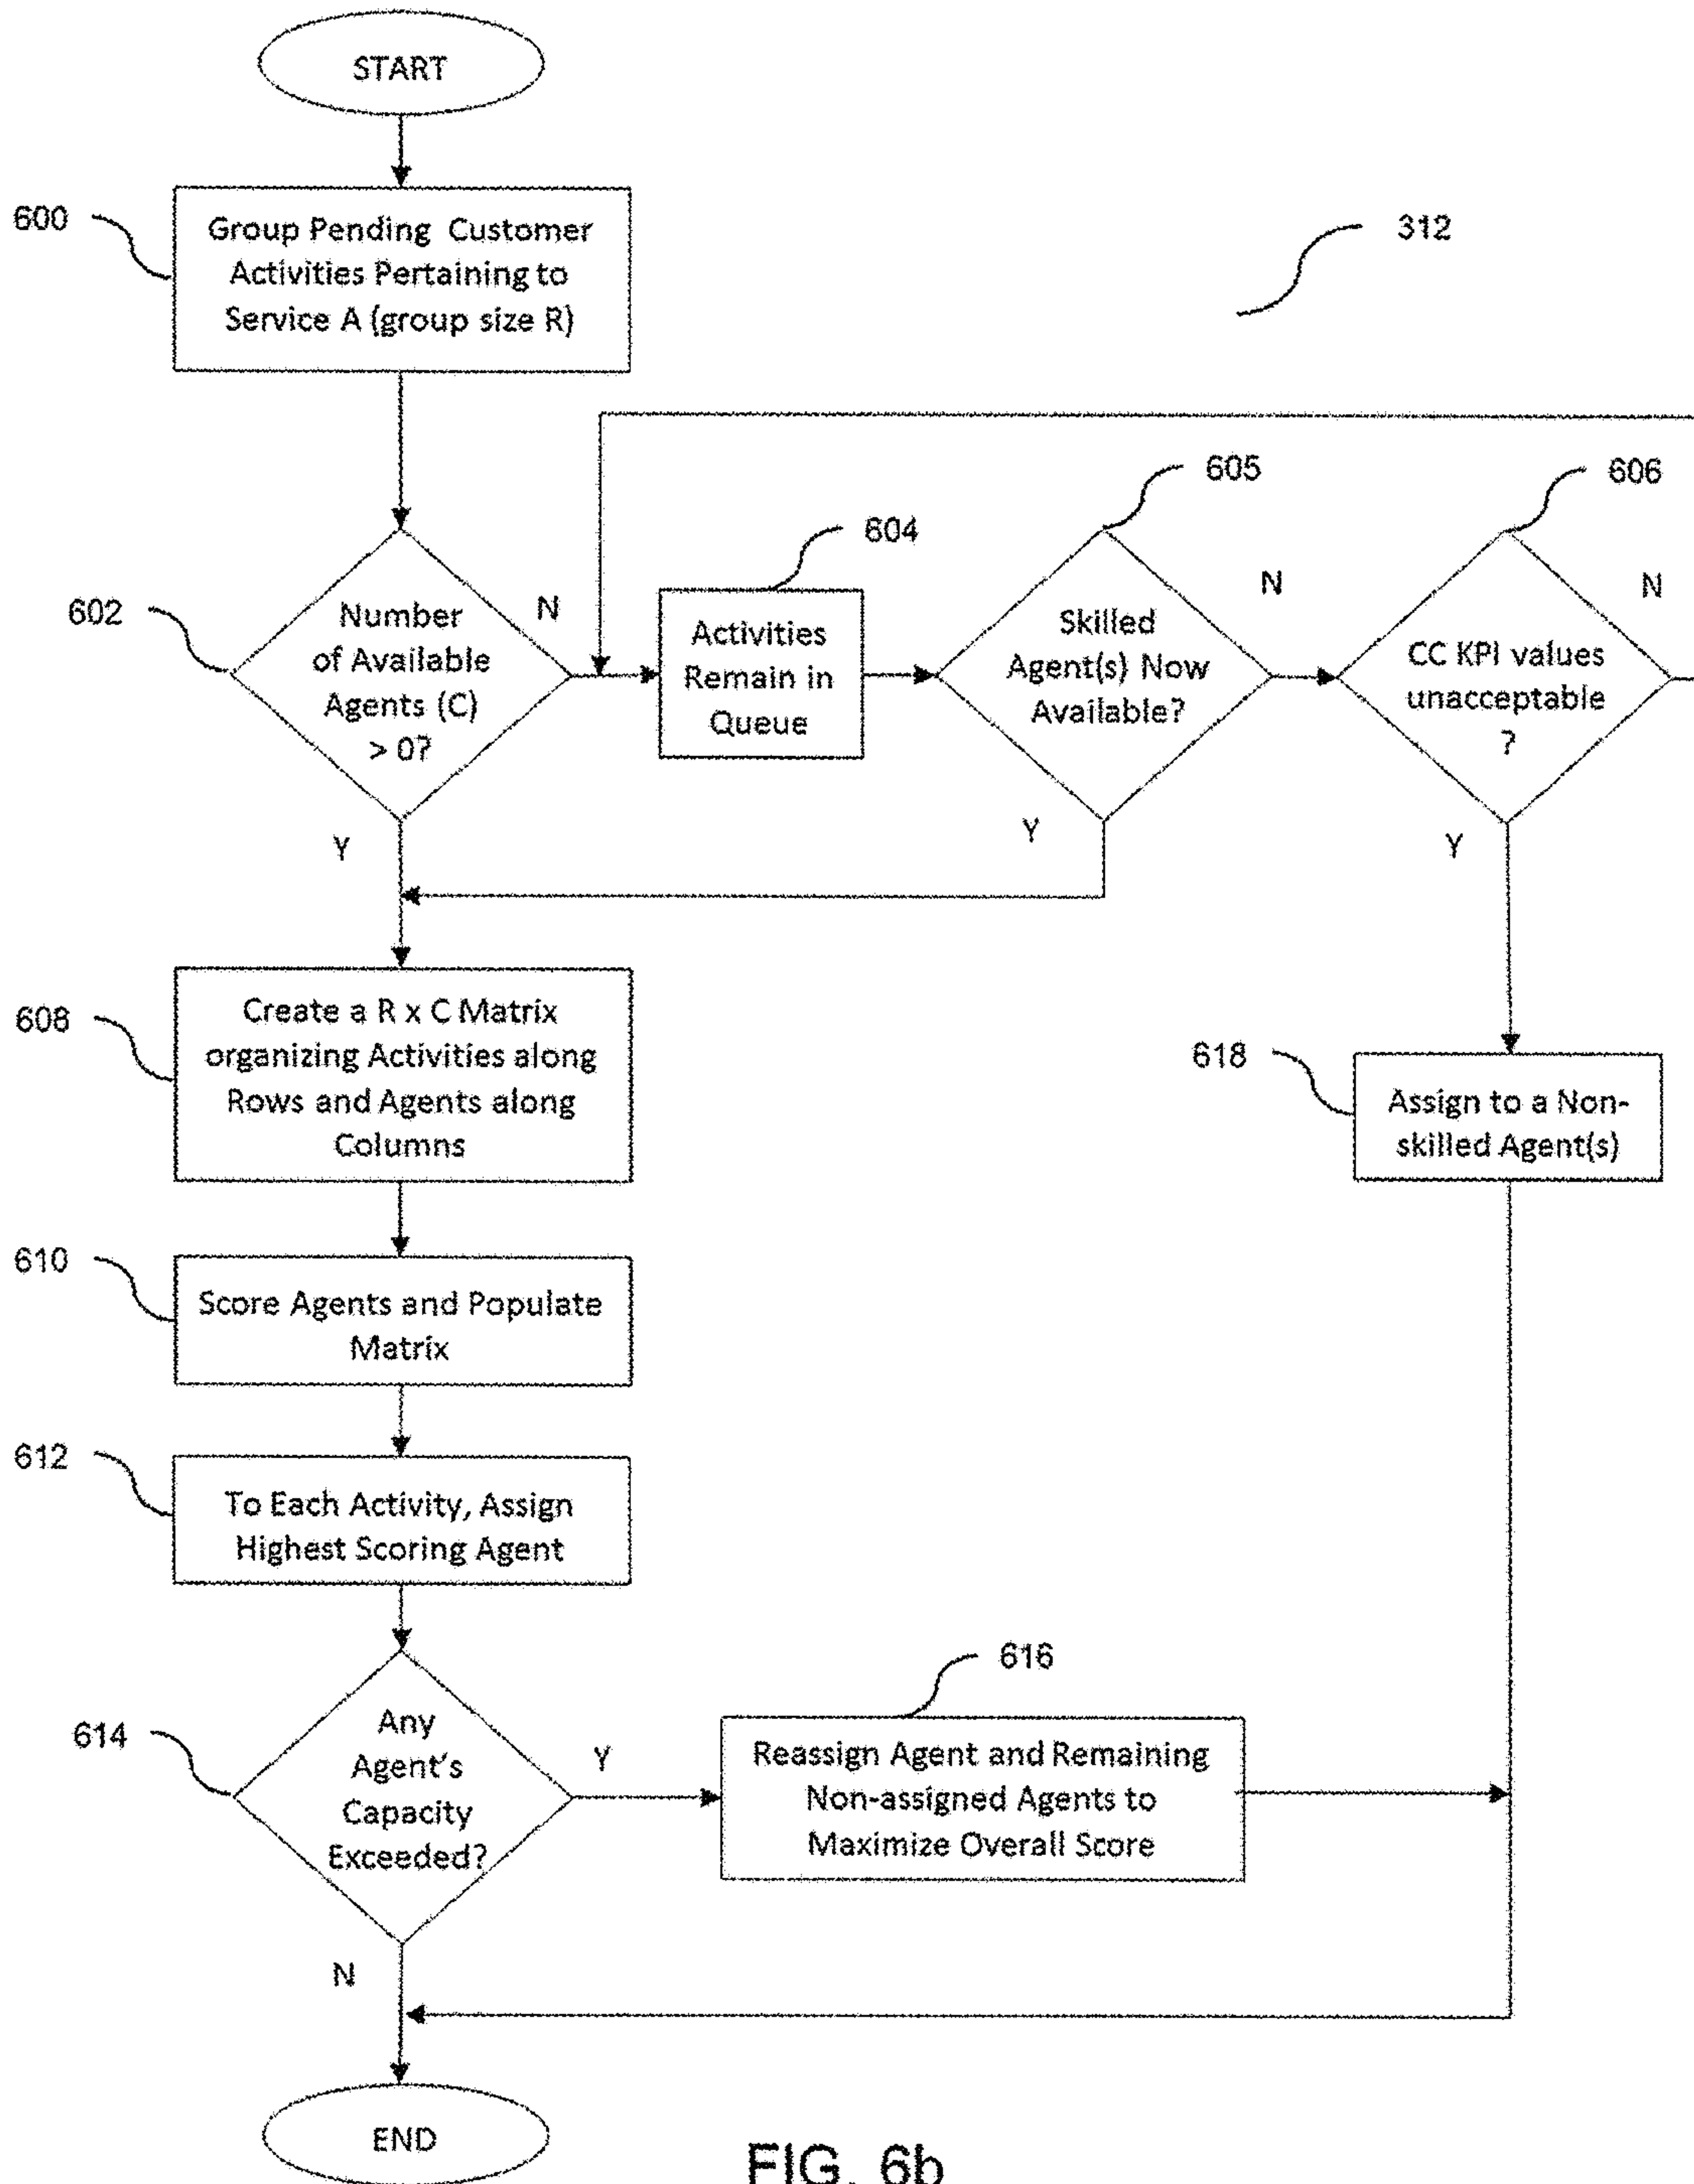 START
600
Group Pending Customer
Activities Pertaining to
Service A (group size R)
312
602
Number
of Available
Agents (C)
> 0?
N
Y
604
Activities
Remain in
Queue
605
Skilled
Agent(s) Now
Available?
N
Y
606
CC KPI values
unacceptable
?
N
Y
608
Create a R x C Matrix
organizing Activities along
Rows and Agents along
Columns
618
Assign to a Non-
skilled Agent(s)
610
Score Agents and Populate
Matrix
612
To Each Activity, Assign
Highest Scoring Agent
614
Any
Agent's
Capacity
Exceeded?
Y
N
616
Reassign Agent and Remaining
Non-assigned Agents to
Maximize Overall Score
END
FIG. 6b